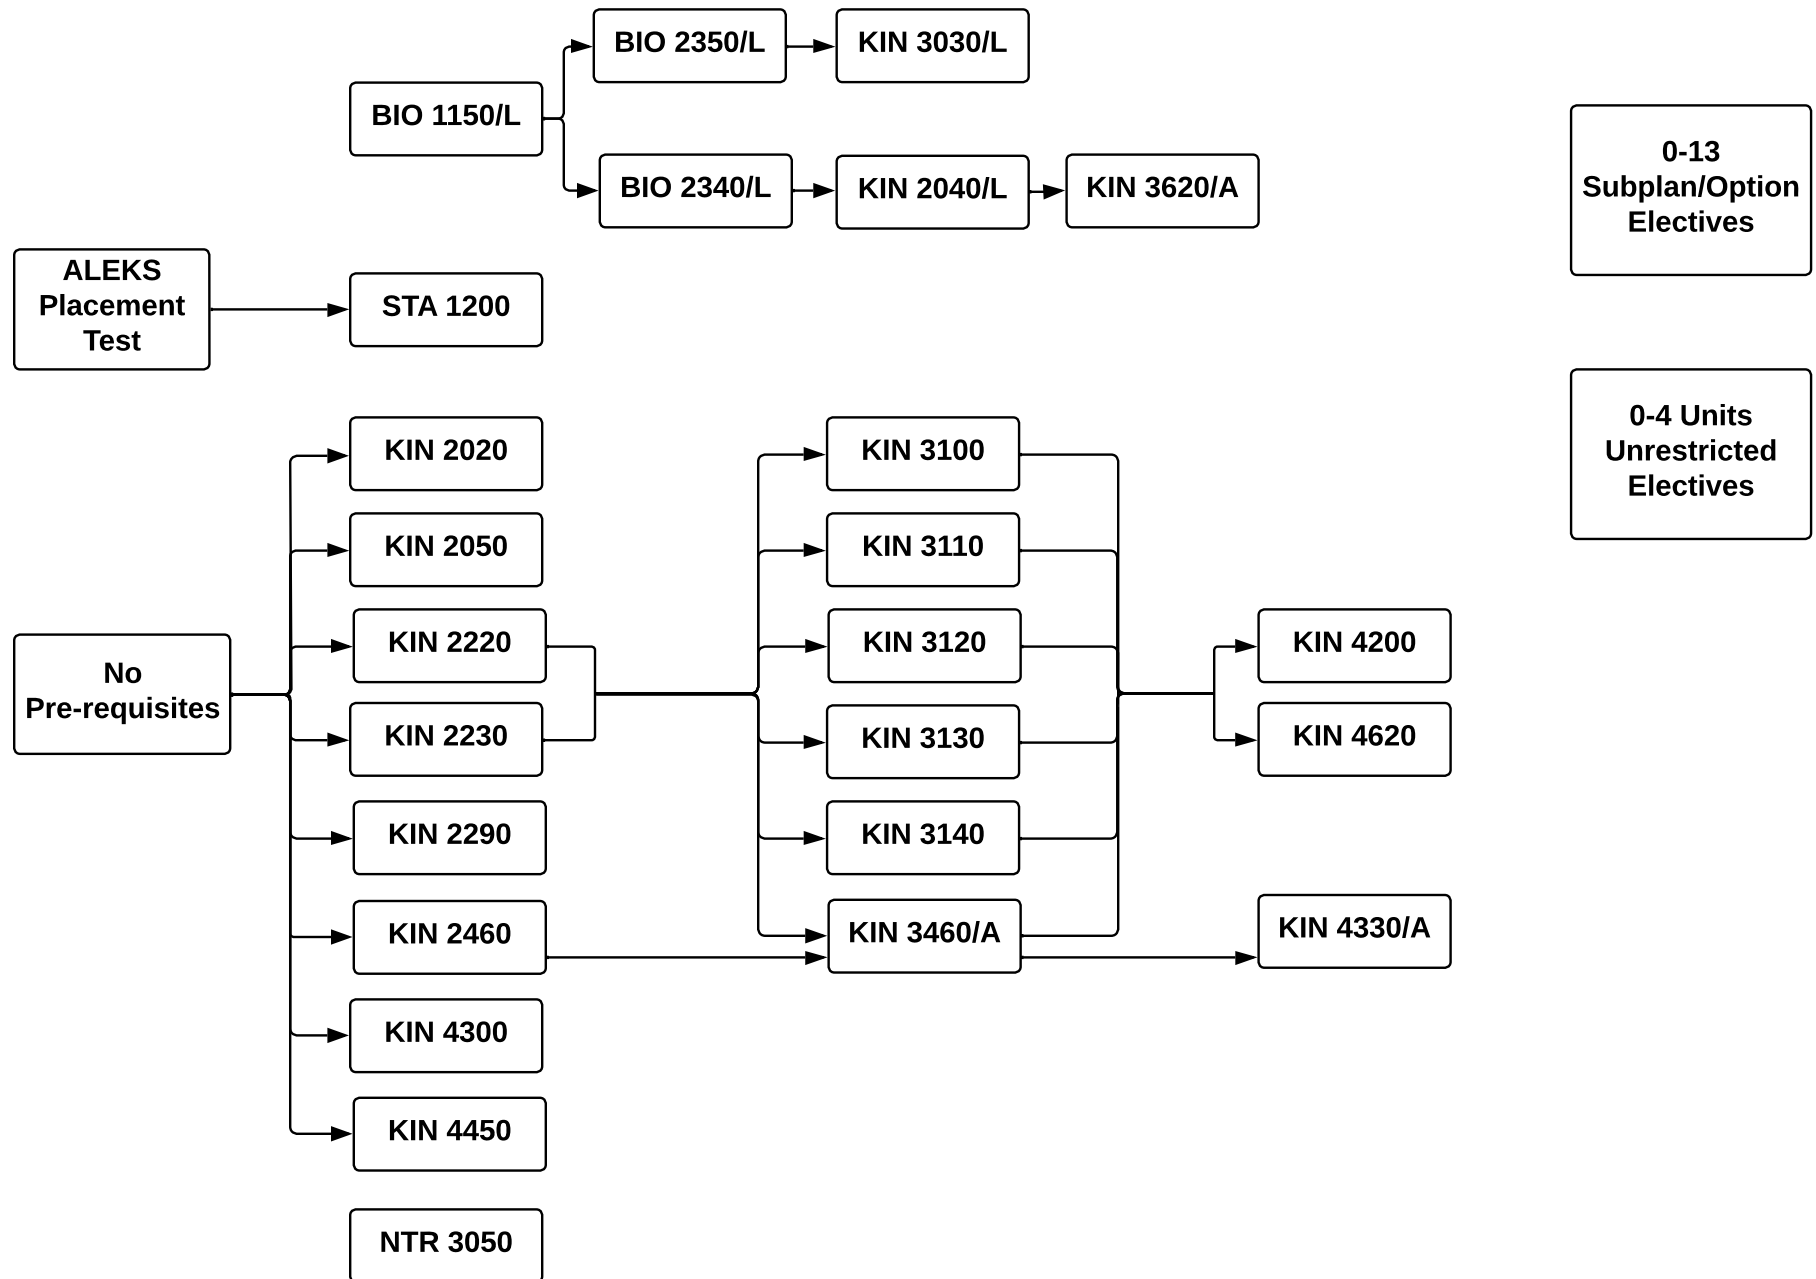 BIO 2350/L
KIN 3030/L
BIO 1150/L
0-13
Subplan/Option
Electives
BIO 2340/L
KIN 2040/L
KIN 3620/A
ALEKS
Placement
Test
STA 1200
0-4 Units
Unrestricted
Electives
KIN 2020
KIN 3100
KIN 2050
KIN 3110
KIN 2220
KIN 3120
KIN 4200
No
Pre-requisites
KIN 2230
KIN 3130
KIN 4620
KIN 2290
KIN 3140
KIN 2460
KIN 3460/A
KIN 4330/A
KIN 4300
KIN 4450
NTR 3050